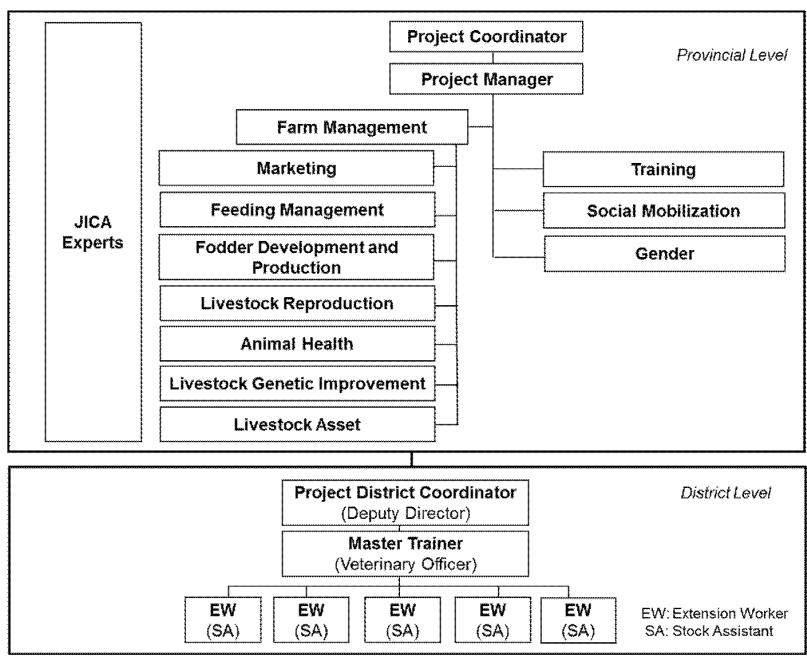 Project Coordinator
Provincial Level
Project Manager
Farm Management
JICA
Experts
Marketing
Feeding Management
Fodder Development and
Production
Livestock Reproduction
Animal Health
Livestock Genetic Improvement
Livestock Asset
Training
Social Mobilization
Gender
Project District Coordinator
(Deputy Director)
District Level
Master Trainer
(Veterinary Officer)
EW
(SA)
EW
(SA)
EW
(SA)
EW
(SA)
EW
(SA)
EW: Extension Worker
SA: Stock Assistant